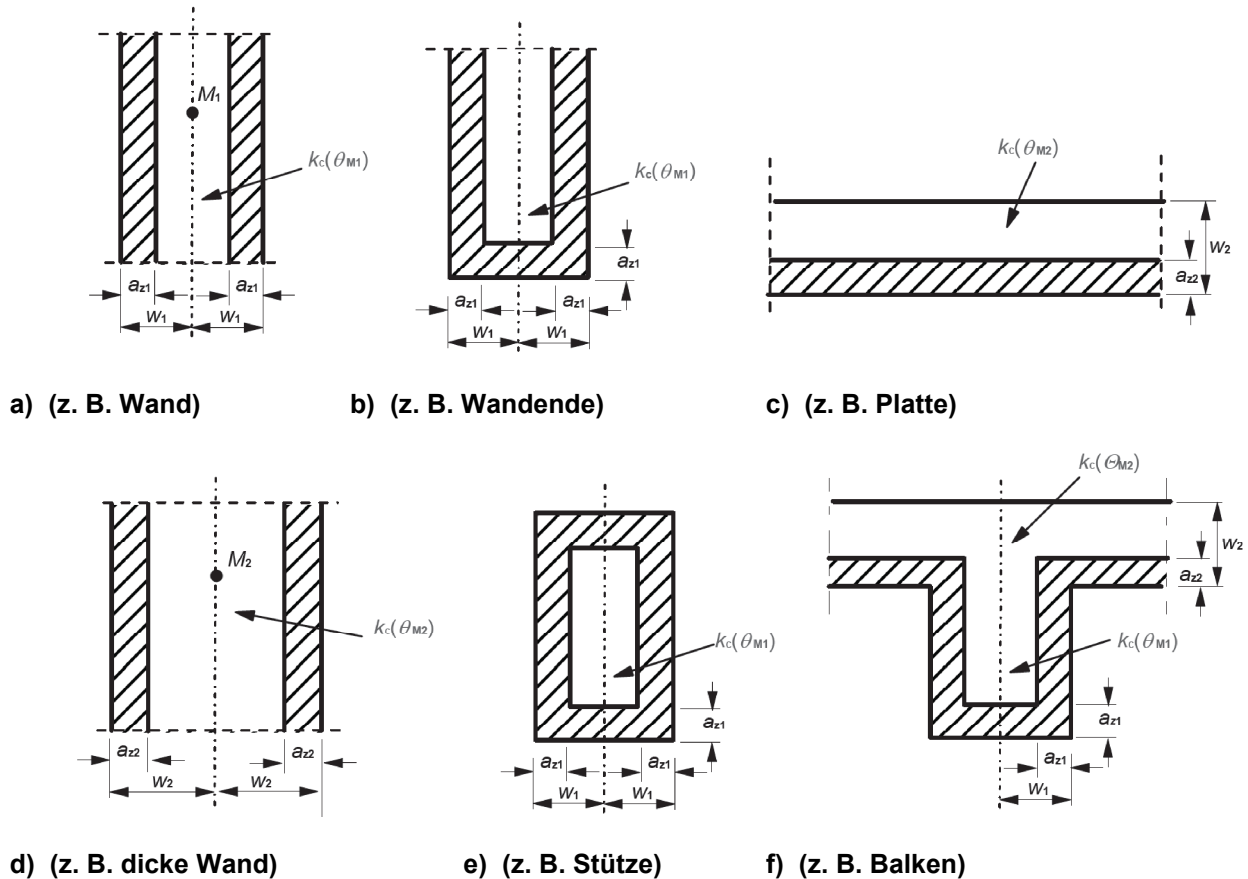 M1
kc(θM1)
az1 az1
w1 w1
a) (z. B. Wand)
kc(θM1)
az1
az1 az1
w1 w1
b) (z. B. Wandende)
kc(θM2)
w2
az2
c) (z. B. Platte)
M2
kc(θM2)
az2 az2
w2 w2
d) (z. B. dicke Wand)
kc(θM1)
az1
az1 az1
w1 w1
e) (z. B. Stütze)
kc(ΘM2)
w2
az2
kc(θM1)
az1
az1
w1
f) (z. B. Balken)